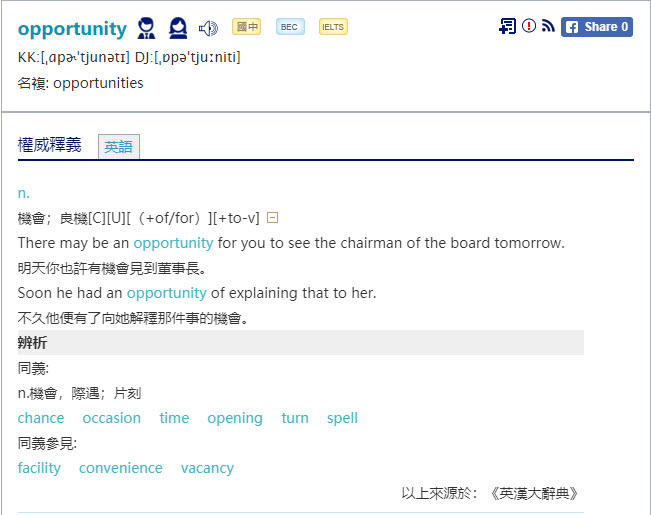 opportunity 國中 BEC IELTS Share 0
KK:[ˌɑpɚˈtjunətɪ] DJ:[ˌɒpəˈtjuːniti]
名複: opportunities
權威釋義 英語
n.
機會；良機[C][U][（+of/for）][+to-v]
There may be an opportunity for you to see the chairman of the board tomorrow.
明天你也許有機會見到董事長。
Soon he had an opportunity of explaining that to her.
不久他便有了向她解釋那件事的機會。
辨析
同義:
n.機會，際遇；片刻
chance occasion time opening turn spell
同義參見:
facility convenience vacancy
以上來源於：《英漢大辭典》